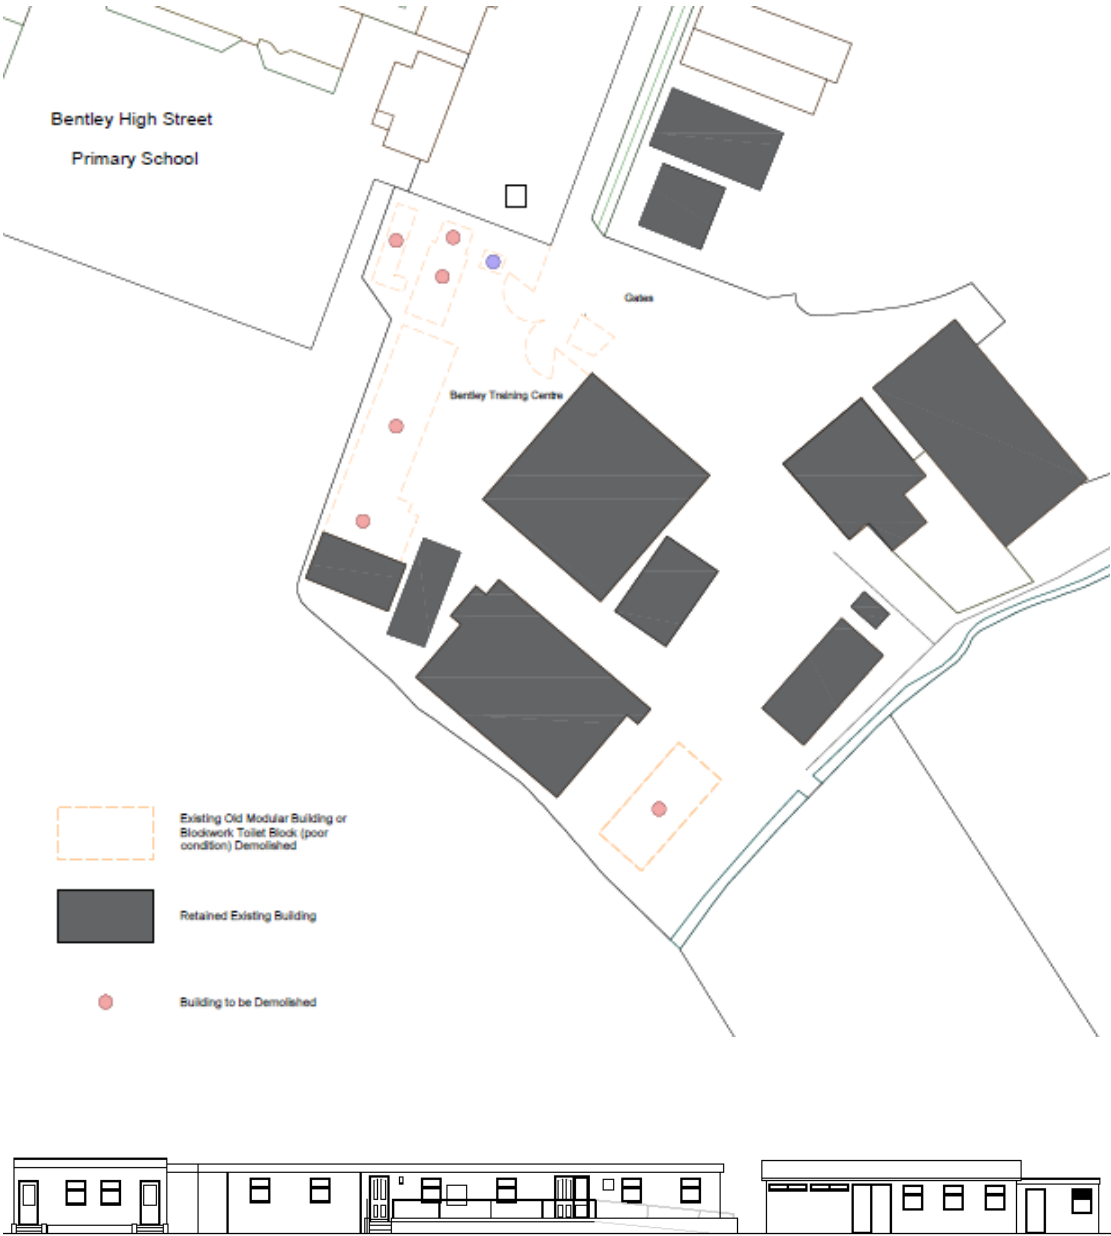 Bentley High Street
Primary School
Gates
Bentley Training Centre
Existing Old Modular Building or
Blockwork Toilet Block (poor
condition) Demolished
Retained Existing Building
Building to be Demolished